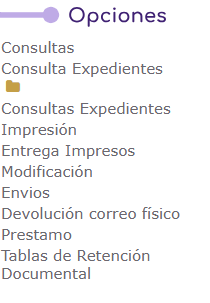 Opciones
Consultas
Consulta Expedientes
Consultas Expedientes
Impresión
Entrega Impresos
Modificación
Envios
Devolución correo físico
Prestamo
Tablas de Retención
Documental